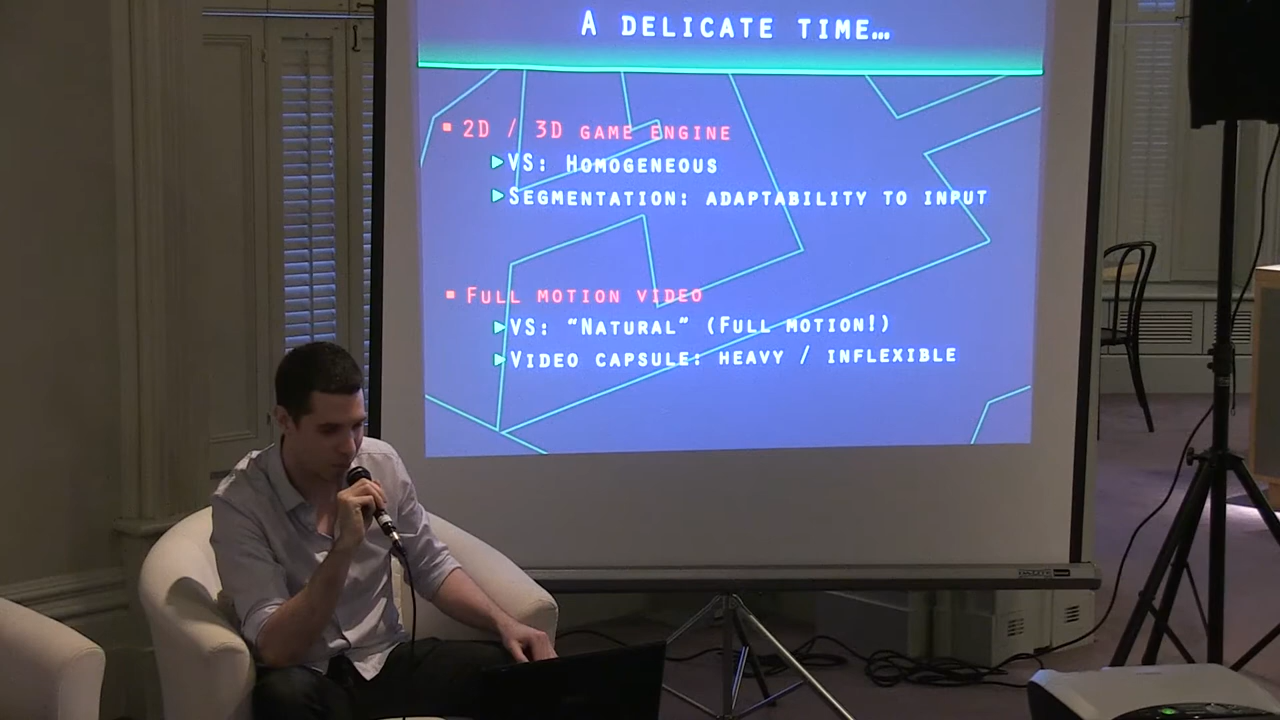 A DELICATE TIME…
2D / 3D GAME ENGINE
VS: HOMOGENEOUS
SEGMENTATION: ADAPTABILITY TO INPUT
FULL MOTION VIDEO
VS: "NATURAL" (FULL MOTION!)
VIDEO CAPSULE: HEAVY / INFLEXIBLE